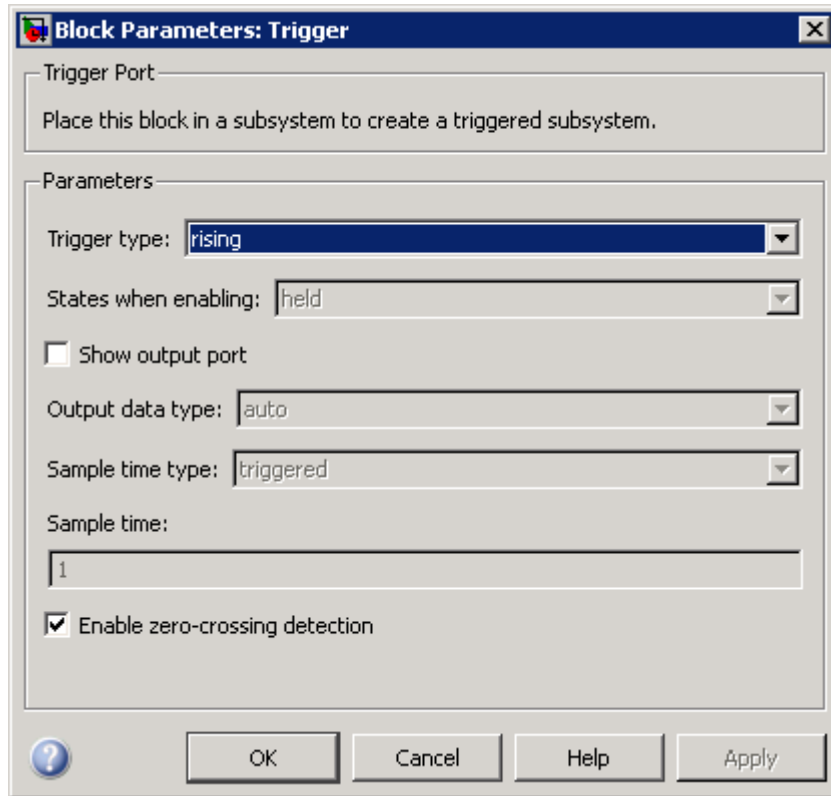 Block Parameters: Trigger
Trigger Port
Place this block in a subsystem to create a triggered subsystem.
Parameters
Trigger type: rising
States when enabling: held
Show output port
Output data type: auto
Sample time type: triggered
Sample time:
1
Enable zero-crossing detection
OK Cancel Help Apply